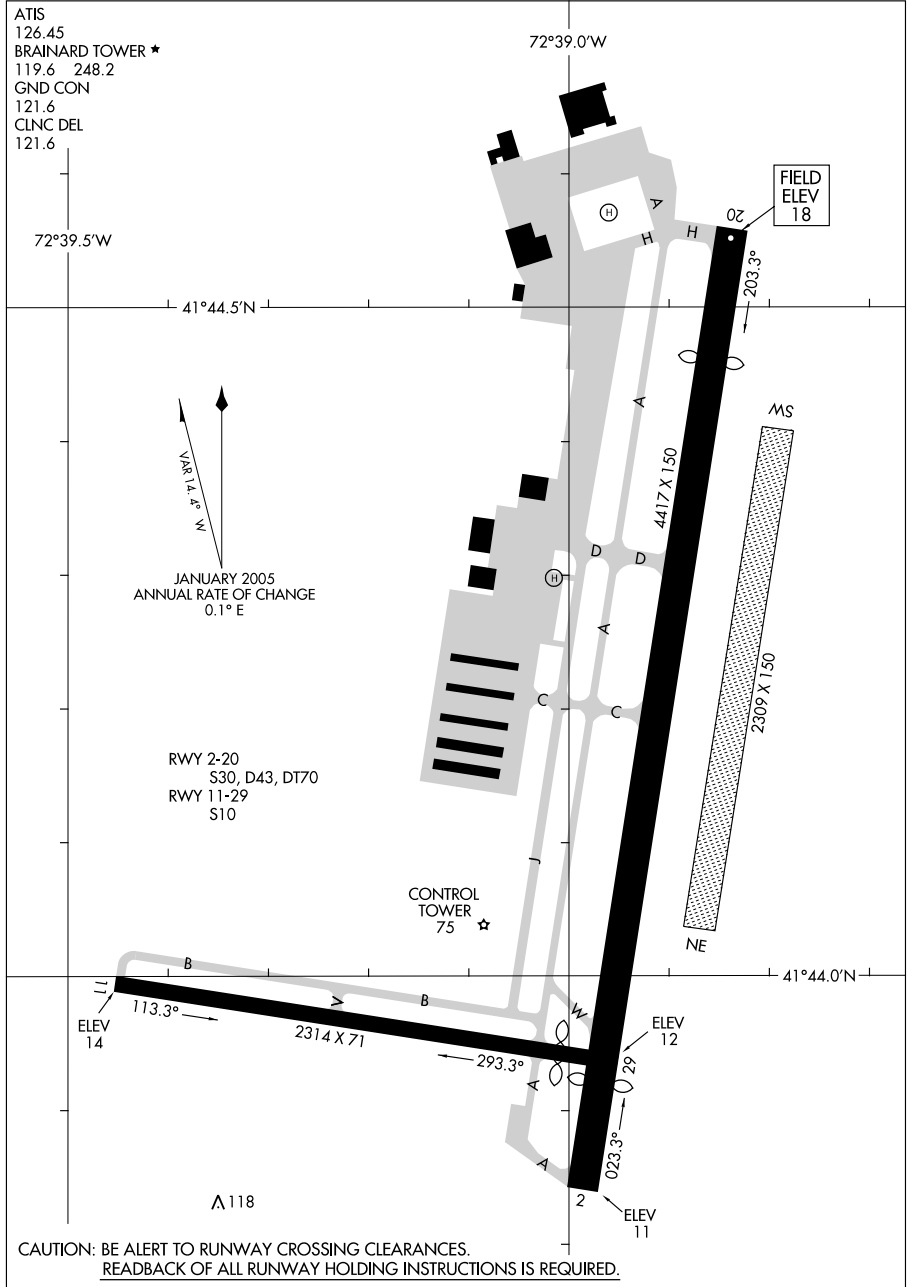 ATIS
126.45
BRAINARD TOWER ★
119.6 248.2
GND CON
121.6
CLNC DEL
121.6
72°39.0'W
72°39.5'W
FIELD
ELEV
18
20
A
H
H
H
203.3°
41°44.5'N
A
VAR 14.4° W
JANUARY 2005
ANNUAL RATE OF CHANGE
0.1° E
4417 X 150
SW
D
D
H
A
2309 X 150
C
C
RWY 2-20
S30, D43, DT70
RWY 11-29
S10
J
CONTROL
TOWER
75
NE
41°44.0'N
B
B
V
W
11
ELEV
14
113.3°
2314 X 71
293.3°
ELEV
12
29
A
023.3°
A
2
ELEV
11
118
CAUTION: BE ALERT TO RUNWAY CROSSING CLEARANCES.
READBACK OF ALL RUNWAY HOLDING INSTRUCTIONS IS REQUIRED.